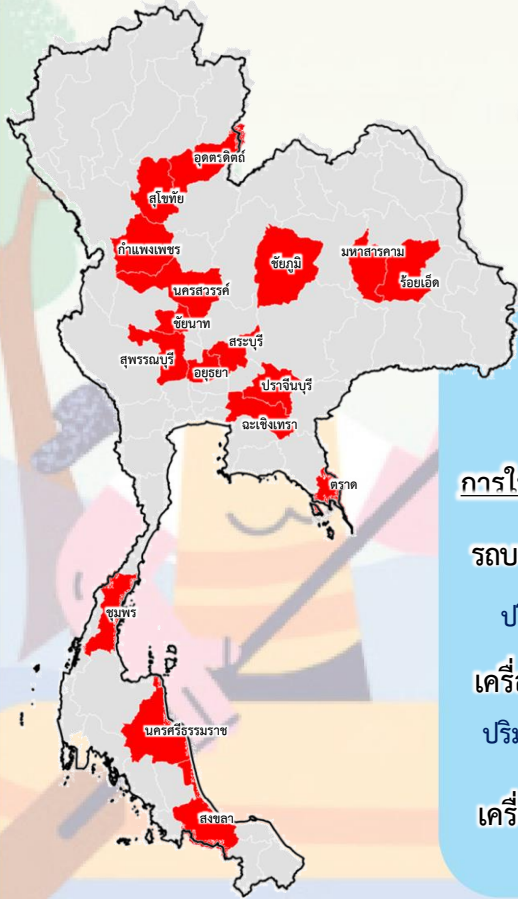 อุตตรดิตถ์
สุโขทัย
กำแพงเพชร
ชัยภูมิ
มหาสารคาม
ร้อยเอ็ด
นครสวรรค์
ชัยนาท
สระบุรี
สุพรรณบุรี
อยุธยา
ปราจีนบุรี
ฉะเชิงเทรา
ตราด
ชุมพร
นครศรีธรรมราช
สงขลา
การใ
รถบ
ป
เครื่อ
ปริม
เครื่